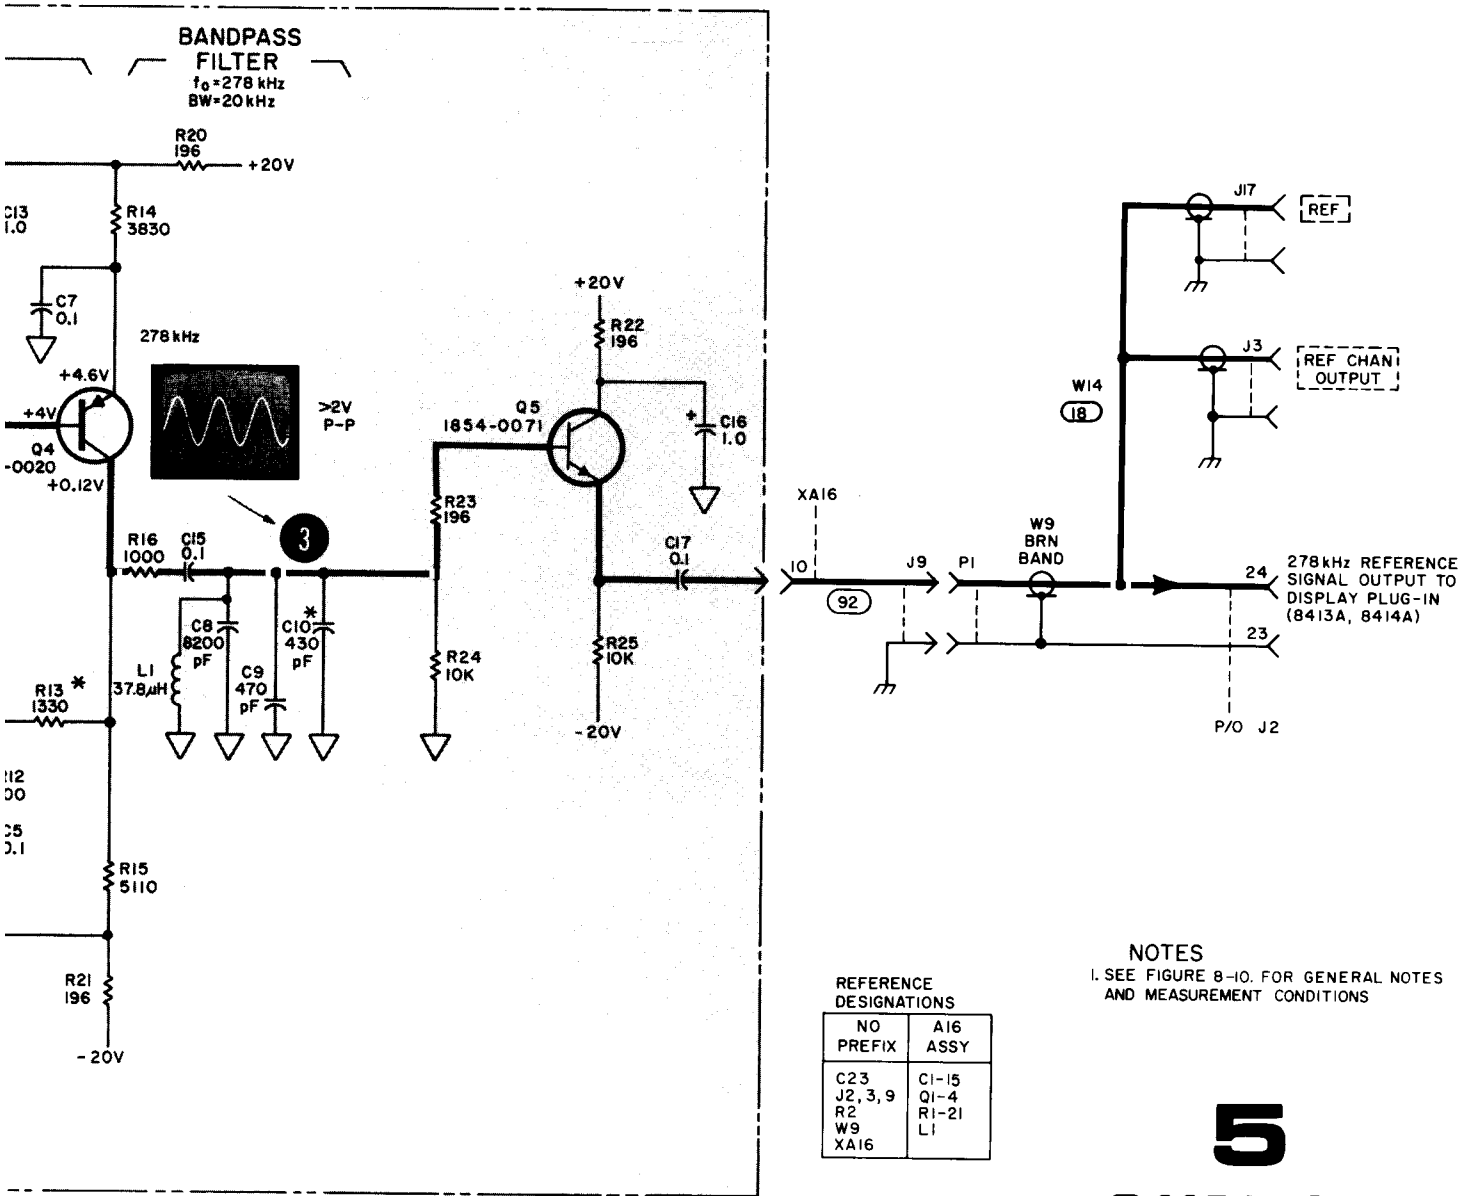 BANDPASS
FILTER
fo=278 kHz
BW=20 kHz
R20
196
+20V
C13
1.0
R14
3830
C7
0.1
278 kHz
+4.6V
+4V
Q4
-0020
+0.12V
>2V
P-P
3
R16
1000
C15
0.1
L1
37.8µH
C8
8200
pF
C9
470
pF
*
C10
430
pF
R13 *
1330
R15
5110
R21
196
-20V
+20V
R22
196
Q5
1854-0071
+
C16
1.0
R23
196
R24
10K
C17
0.1
R25
10K
-20V
XA16
10
92
J9
P1
W9
BRN
BAND
W14
18
J17
REF
J3
REF CHAN
OUTPUT
24
278 kHz REFERENCE
SIGNAL OUTPUT TO
DISPLAY PLUG-IN
(8413A, 8414A)
23
P/O J2
NOTES
1. SEE FIGURE 8-10. FOR GENERAL NOTES
AND MEASUREMENT CONDITIONS
REFERENCE
DESIGNATIONS
NO
PREFIX
A16
ASSY
C23
J2, 3, 9
R2
W9
XA16
C1-15
Q1-4
R1-21
L1
5